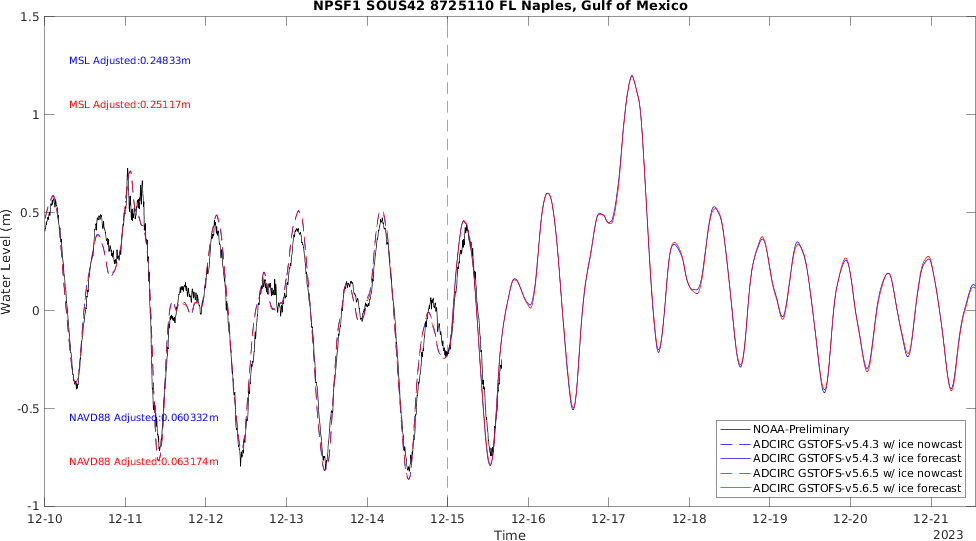 NPSF1 SOUS42 8725110 FL Naples, Gulf of Mexico
1.5
MSL Adjusted:0.24833m
MSL Adjusted:0.25117m
1
0.5
Water Level (m)
0
-0.5
NAVD88 Adjusted:0.060332m
NAVD88 Adjusted:0.063174m
NOAA-Preliminary
ADCIRC GSTOFS-v5.4.3 w/ ice nowcast
ADCIRC GSTOFS-v5.4.3 w/ ice forecast
ADCIRC GSTOFS-v5.6.5 w/ ice nowcast
ADCIRC GSTOFS-v5.6.5 w/ ice forecast
-1
12-10 12-11 12-12 12-13 12-14 12-15 12-16 12-17 12-18 12-19 12-20 12-21
Time 2023